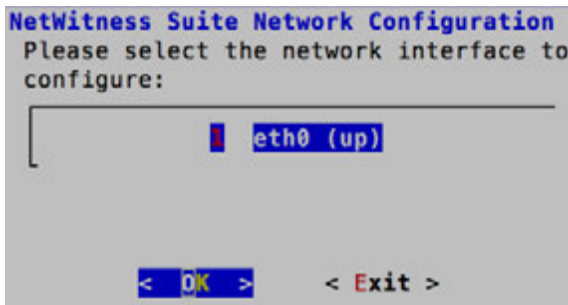 NetWitness Suite Network Configuration
Please select the network interface to
configure:
1 eth0 (up)
< OK > < Exit >